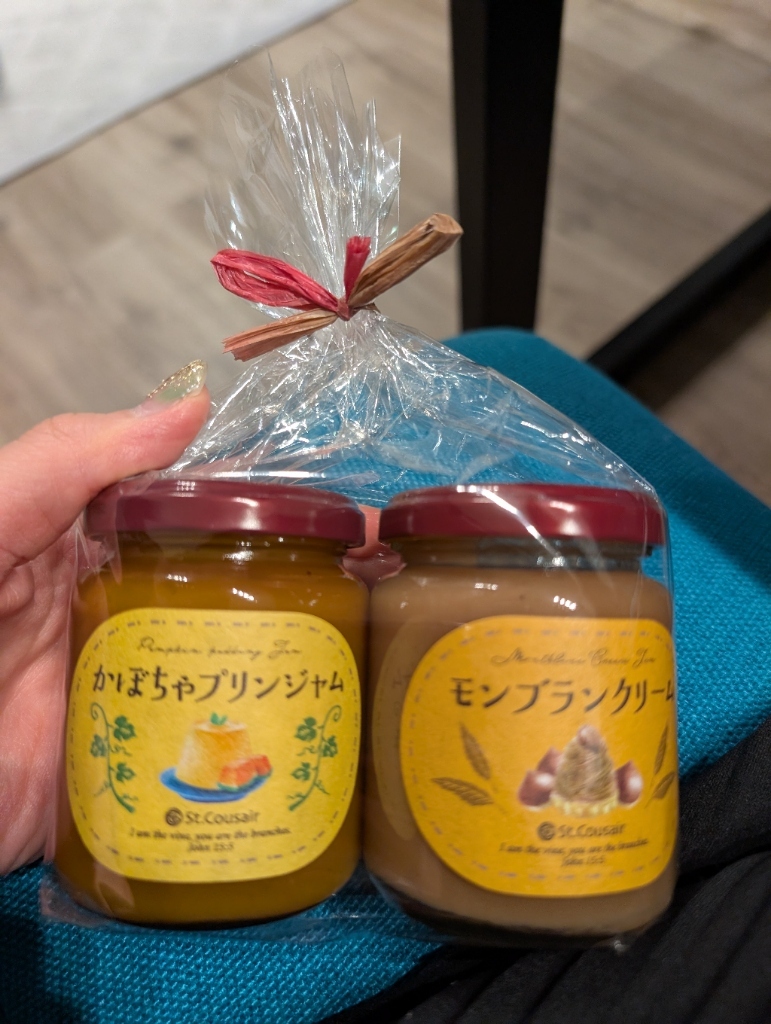 Pumpkin pudding Jam
かぼちゃプリンジャム
St.Cousair
I am the vine, you are the branches.
John 15:5
モンブランクリーム
St.Cousair
I am the vine, you are the branches.
John 15:5